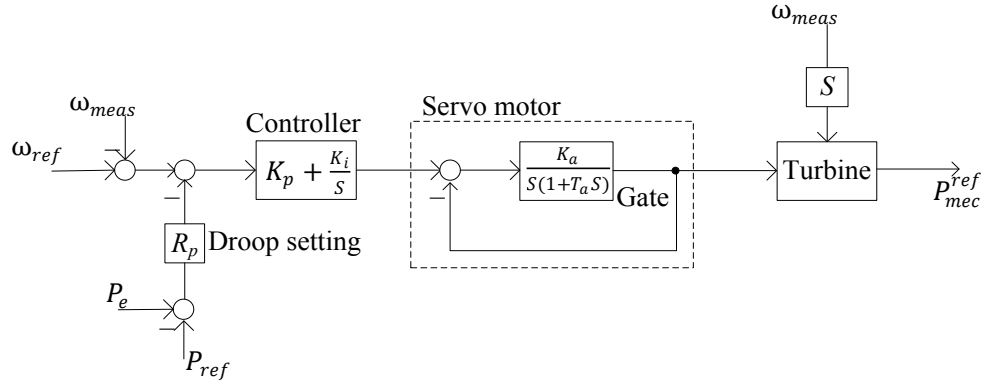 ω_meas
S
ω_meas
Servo motor
Controller
ω_ref
−
K_p + K_i/S
−
K_a/S(1+T_aS)
Turbine
−
Gate
P_mec^ref
R_p
Droop setting
P_e
−
P_ref